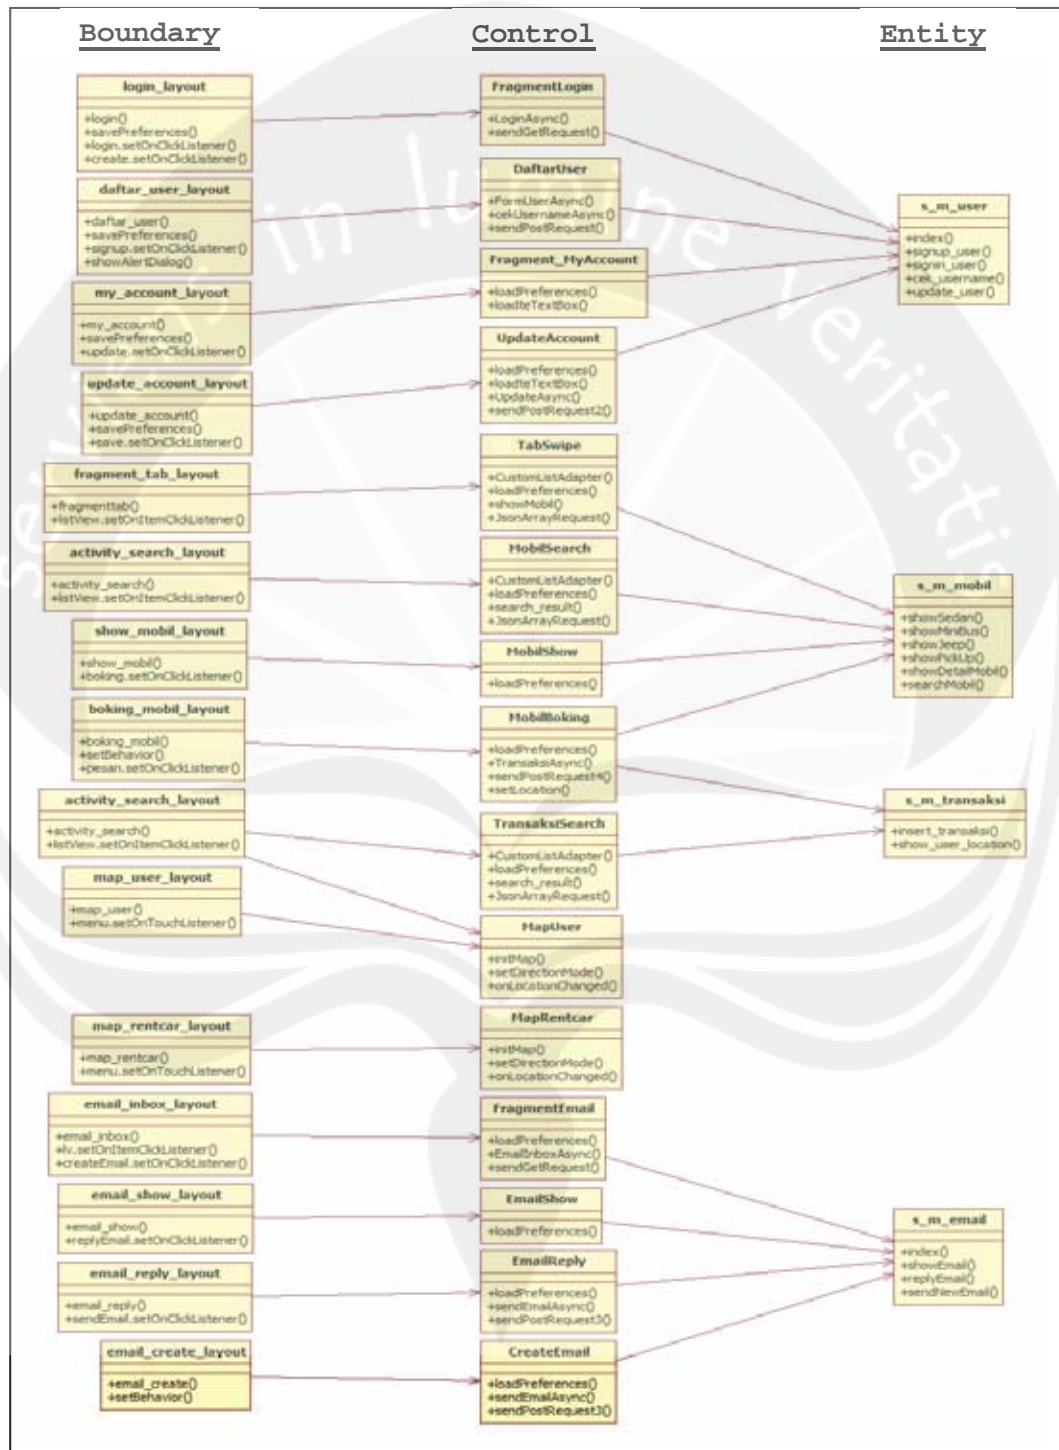 Boundary
Control
Entity
login_layout
+login()
+savePreferences()
+login.setOnClickListener()
+create.setOnClickListener()
daftar_user_layout
+daftar_user()
+savePreferences()
+signup.setOnClickListener()
+showAlertDialog()
my_account_layout
+my_account()
+savePreferences()
+update.setOnClickListener()
update_account_layout
+update_account()
+savePreferences()
+save.setOnClickListener()
fragment_tab_layout
+fragmenttab()
+listView.setOnItemClickListener()
activity_search_layout
+activity_search()
+listView.setOnItemClickListener()
show_mobil_layout
+show_mobil()
+boking.setOnClickListener()
boking_mobil_layout
+boking_mobil()
+setBehavior()
+pesan.setOnClickListener()
activity_search_layout
+activity_search()
+listView.setOnItemClickListener()
map_user_layout
+map_user()
+menu.setOnTouchListener()
map_rentcar_layout
+map_rentcar()
+menu.setOnTouchListener()
email_inbox_layout
+email_inbox()
+lv.setOnItemClickListener()
+createEmail.setOnClickListener()
email_show_layout
+email_show()
+replyEmail.setOnClickListener()
email_reply_layout
+email_reply()
+sendEmail.setOnClickListener()
email_create_layout
+email_create()
+setBehavior()
FragmentLogin
+LoginAsync()
+sendGetRequest()
DaftarUser
+FormUserAsync()
+cekUsernameAsync()
+sendPostRequest()
Fragment_MyAccount
+loadPreferences()
+loadteTextBox()
UpdateAccount
+loadPreferences()
+loadteTextBox()
+UpdateAsync()
+sendPostRequest2()
TabSwipe
+CustomListAdapter()
+loadPreferences()
+showMobil()
+JsonArrayRequest()
MobilSearch
+CustomListAdapter()
+loadPreferences()
+search_result()
+JsonArrayRequest()
MobilShow
+loadPreferences()
MobilBoking
+loadPreferences()
+TransaksiAsync()
+sendPostRequest4()
+setLocation()
TransaksiSearch
+CustomListAdapter()
+loadPreferences()
+search_result()
+JsonArrayRequest()
MapUser
+initMap()
+setDirectionMode()
+onLocationChanged()
MapRentcar
+initMap()
+setDirectionMode()
+onLocationChanged()
FragmentEmail
+loadPreferences()
+EmailInboxAsync()
+sendGetRequest()
EmailShow
+loadPreferences()
EmailReply
+loadPreferences()
+sendEmailAsync()
+sendPostRequest3()
CreateEmail
+loadPreferences()
+sendEmailAsync()
+sendPostRequest3()
s_m_user
+index()
+signup_user()
+signin_user()
+cek_username()
+update_user()
s_m_mobil
+showSedan()
+showMiniBus()
+showJeep()
+showPickUp()
+showDetailMobil()
+searchMobil()
s_m_transaksi
+insert_transaksi()
+show_user_location()
s_m_email
+index()
+showEmail()
+replyEmail()
+sendNewEmail()
serviens in lumine veritatis